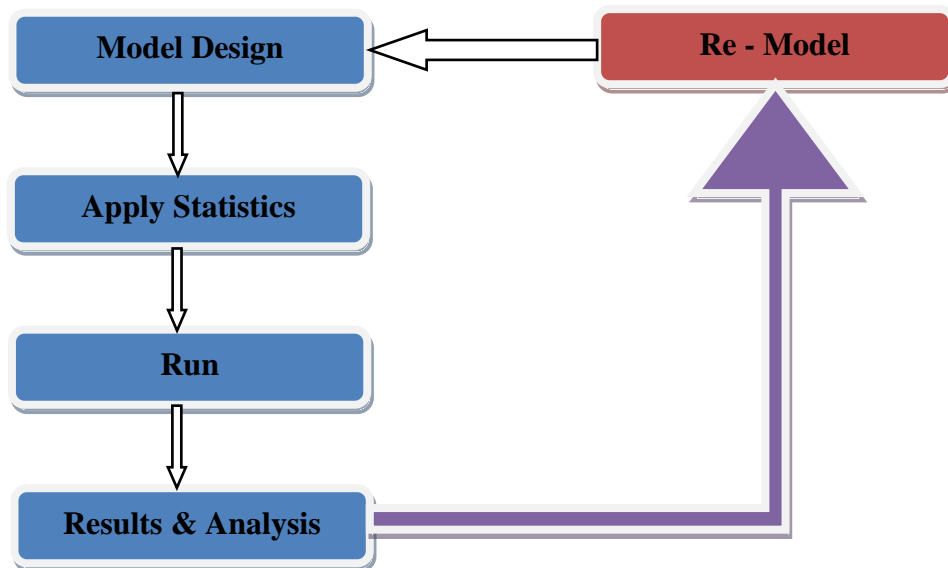 Model Design
Re - Model
Apply Statistics
Run
Results & Analysis